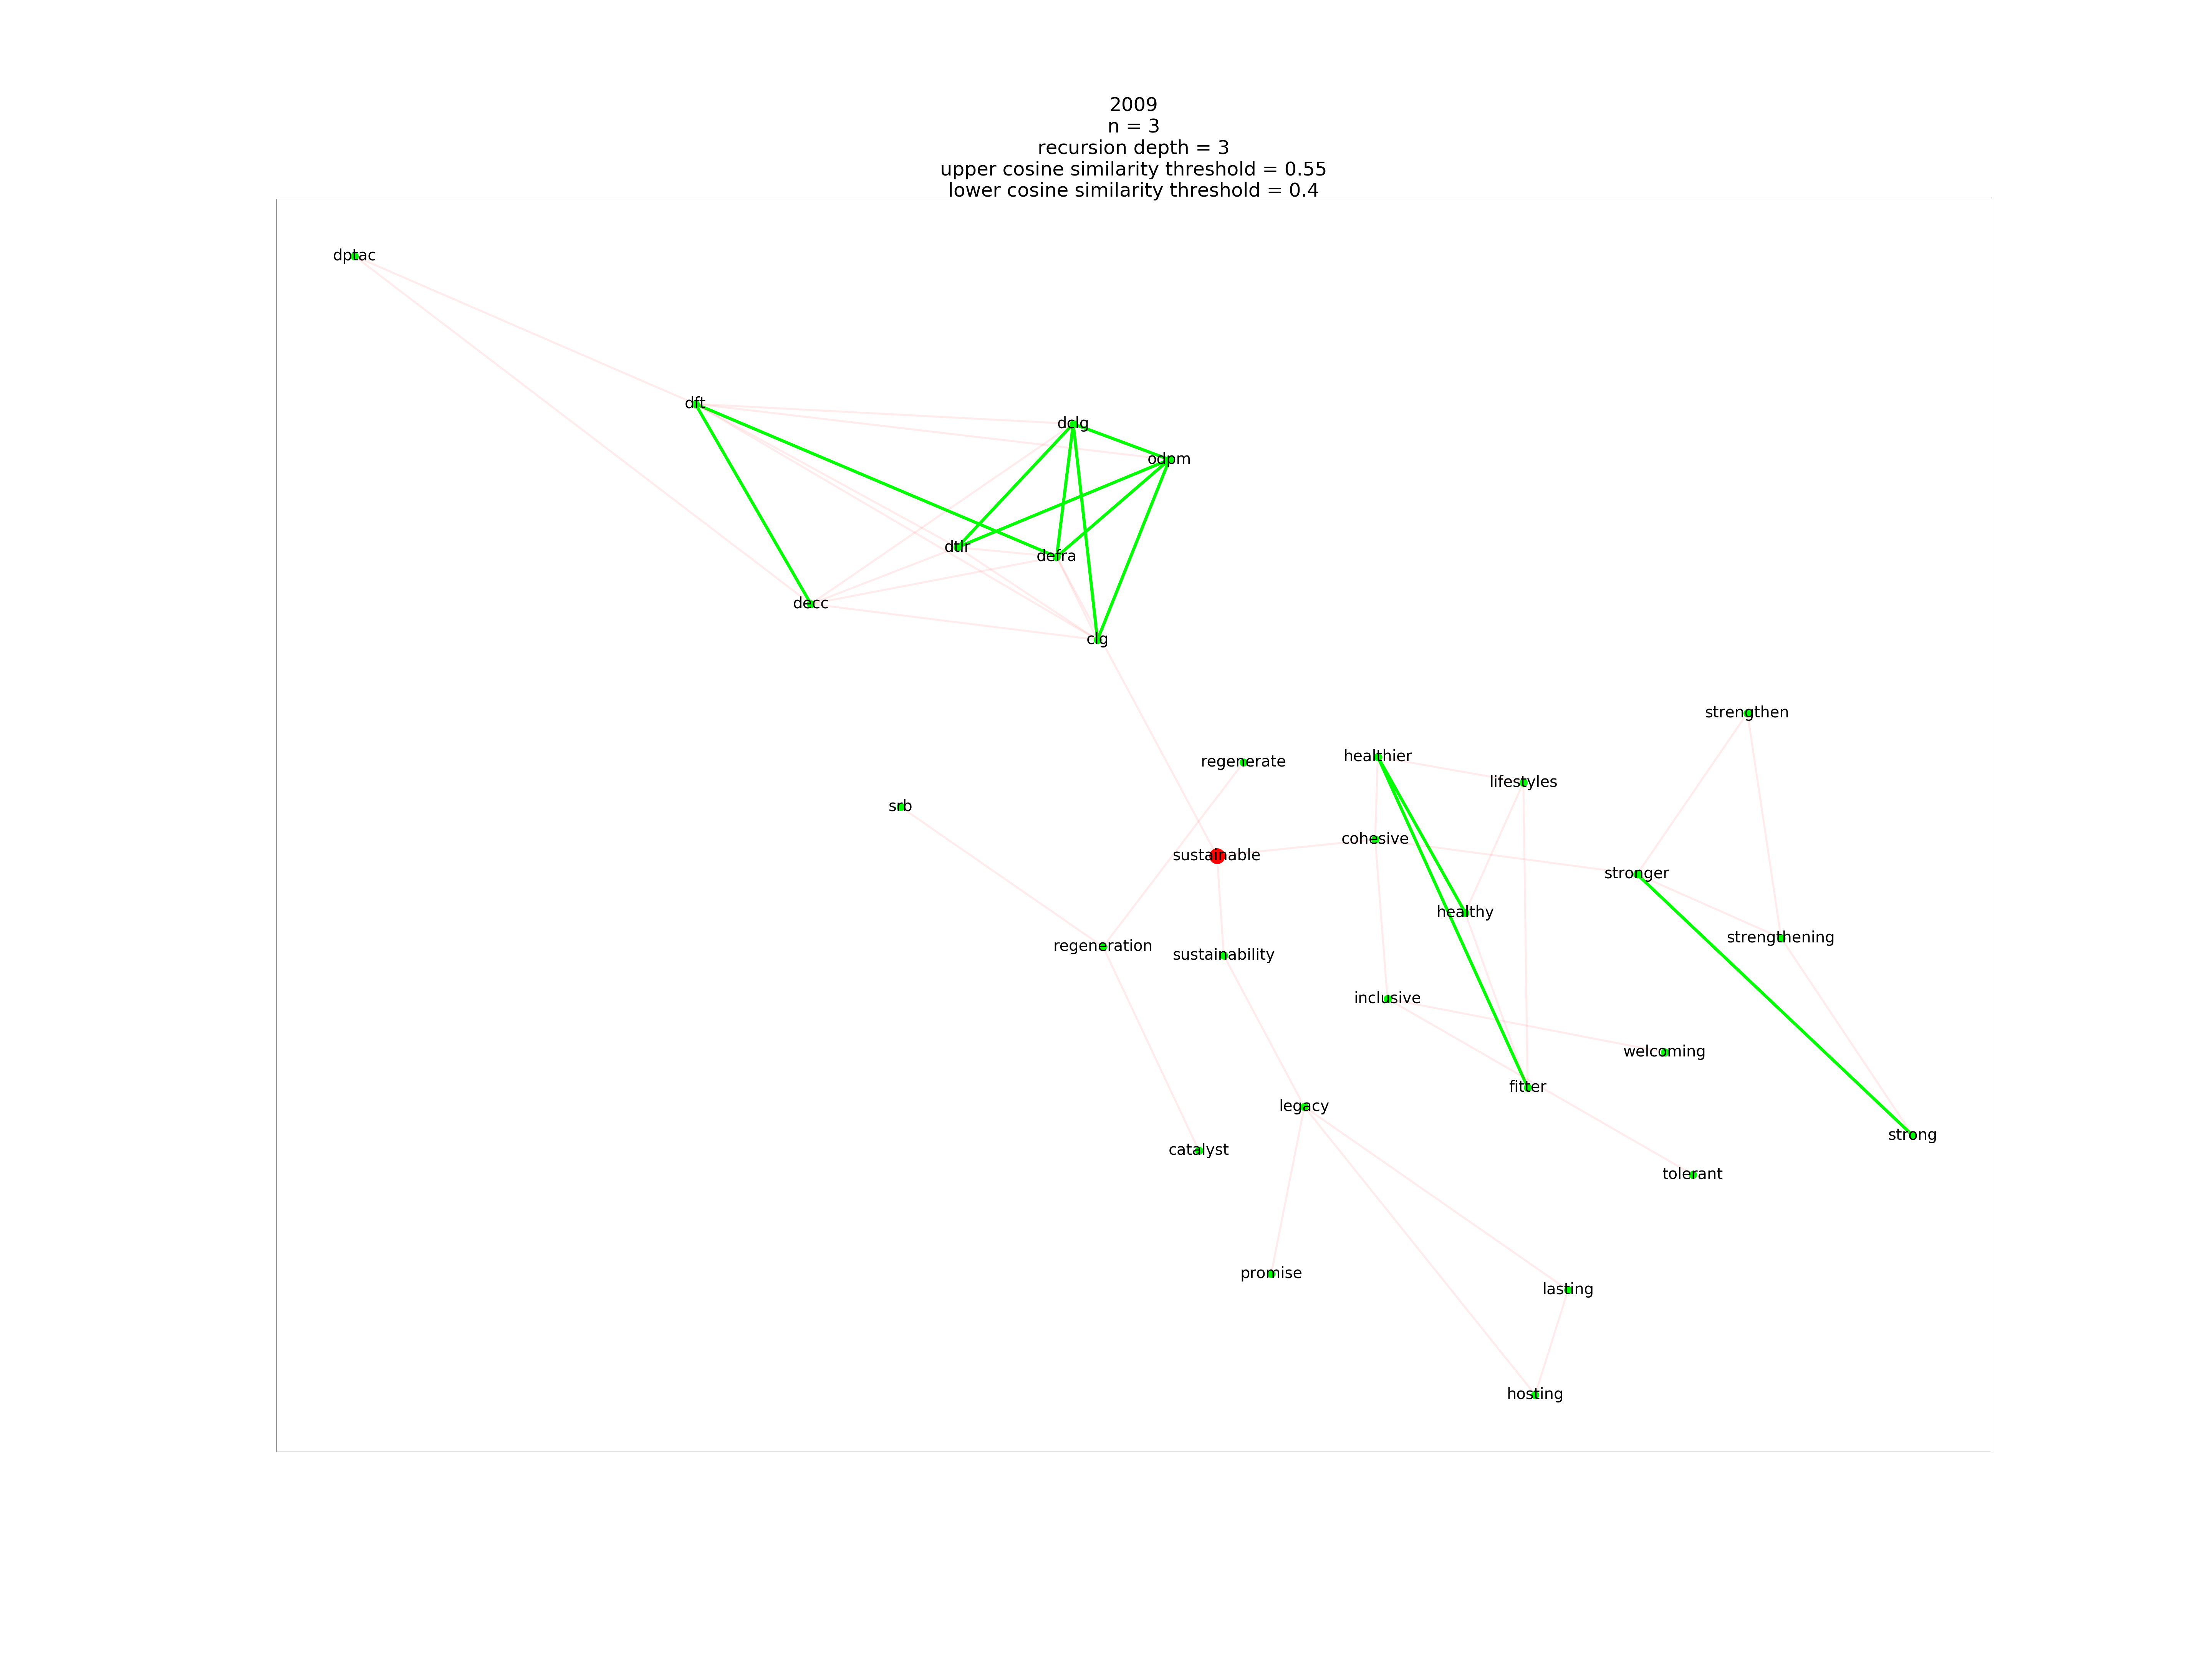 2009
n = 3
recursion depth = 3
upper cosine similarity threshold = 0.55
lower cosine similarity threshold = 0.4
dptac
dft
dclg
odpm
dtlr
defra
decc
clg
strengthen
healthier
regenerate
lifestyles
srb
cohesive
sustainable
stronger
healthy
strengthening
regeneration
sustainability
inclusive
welcoming
fitter
legacy
strong
catalyst
tolerant
promise
lasting
hosting